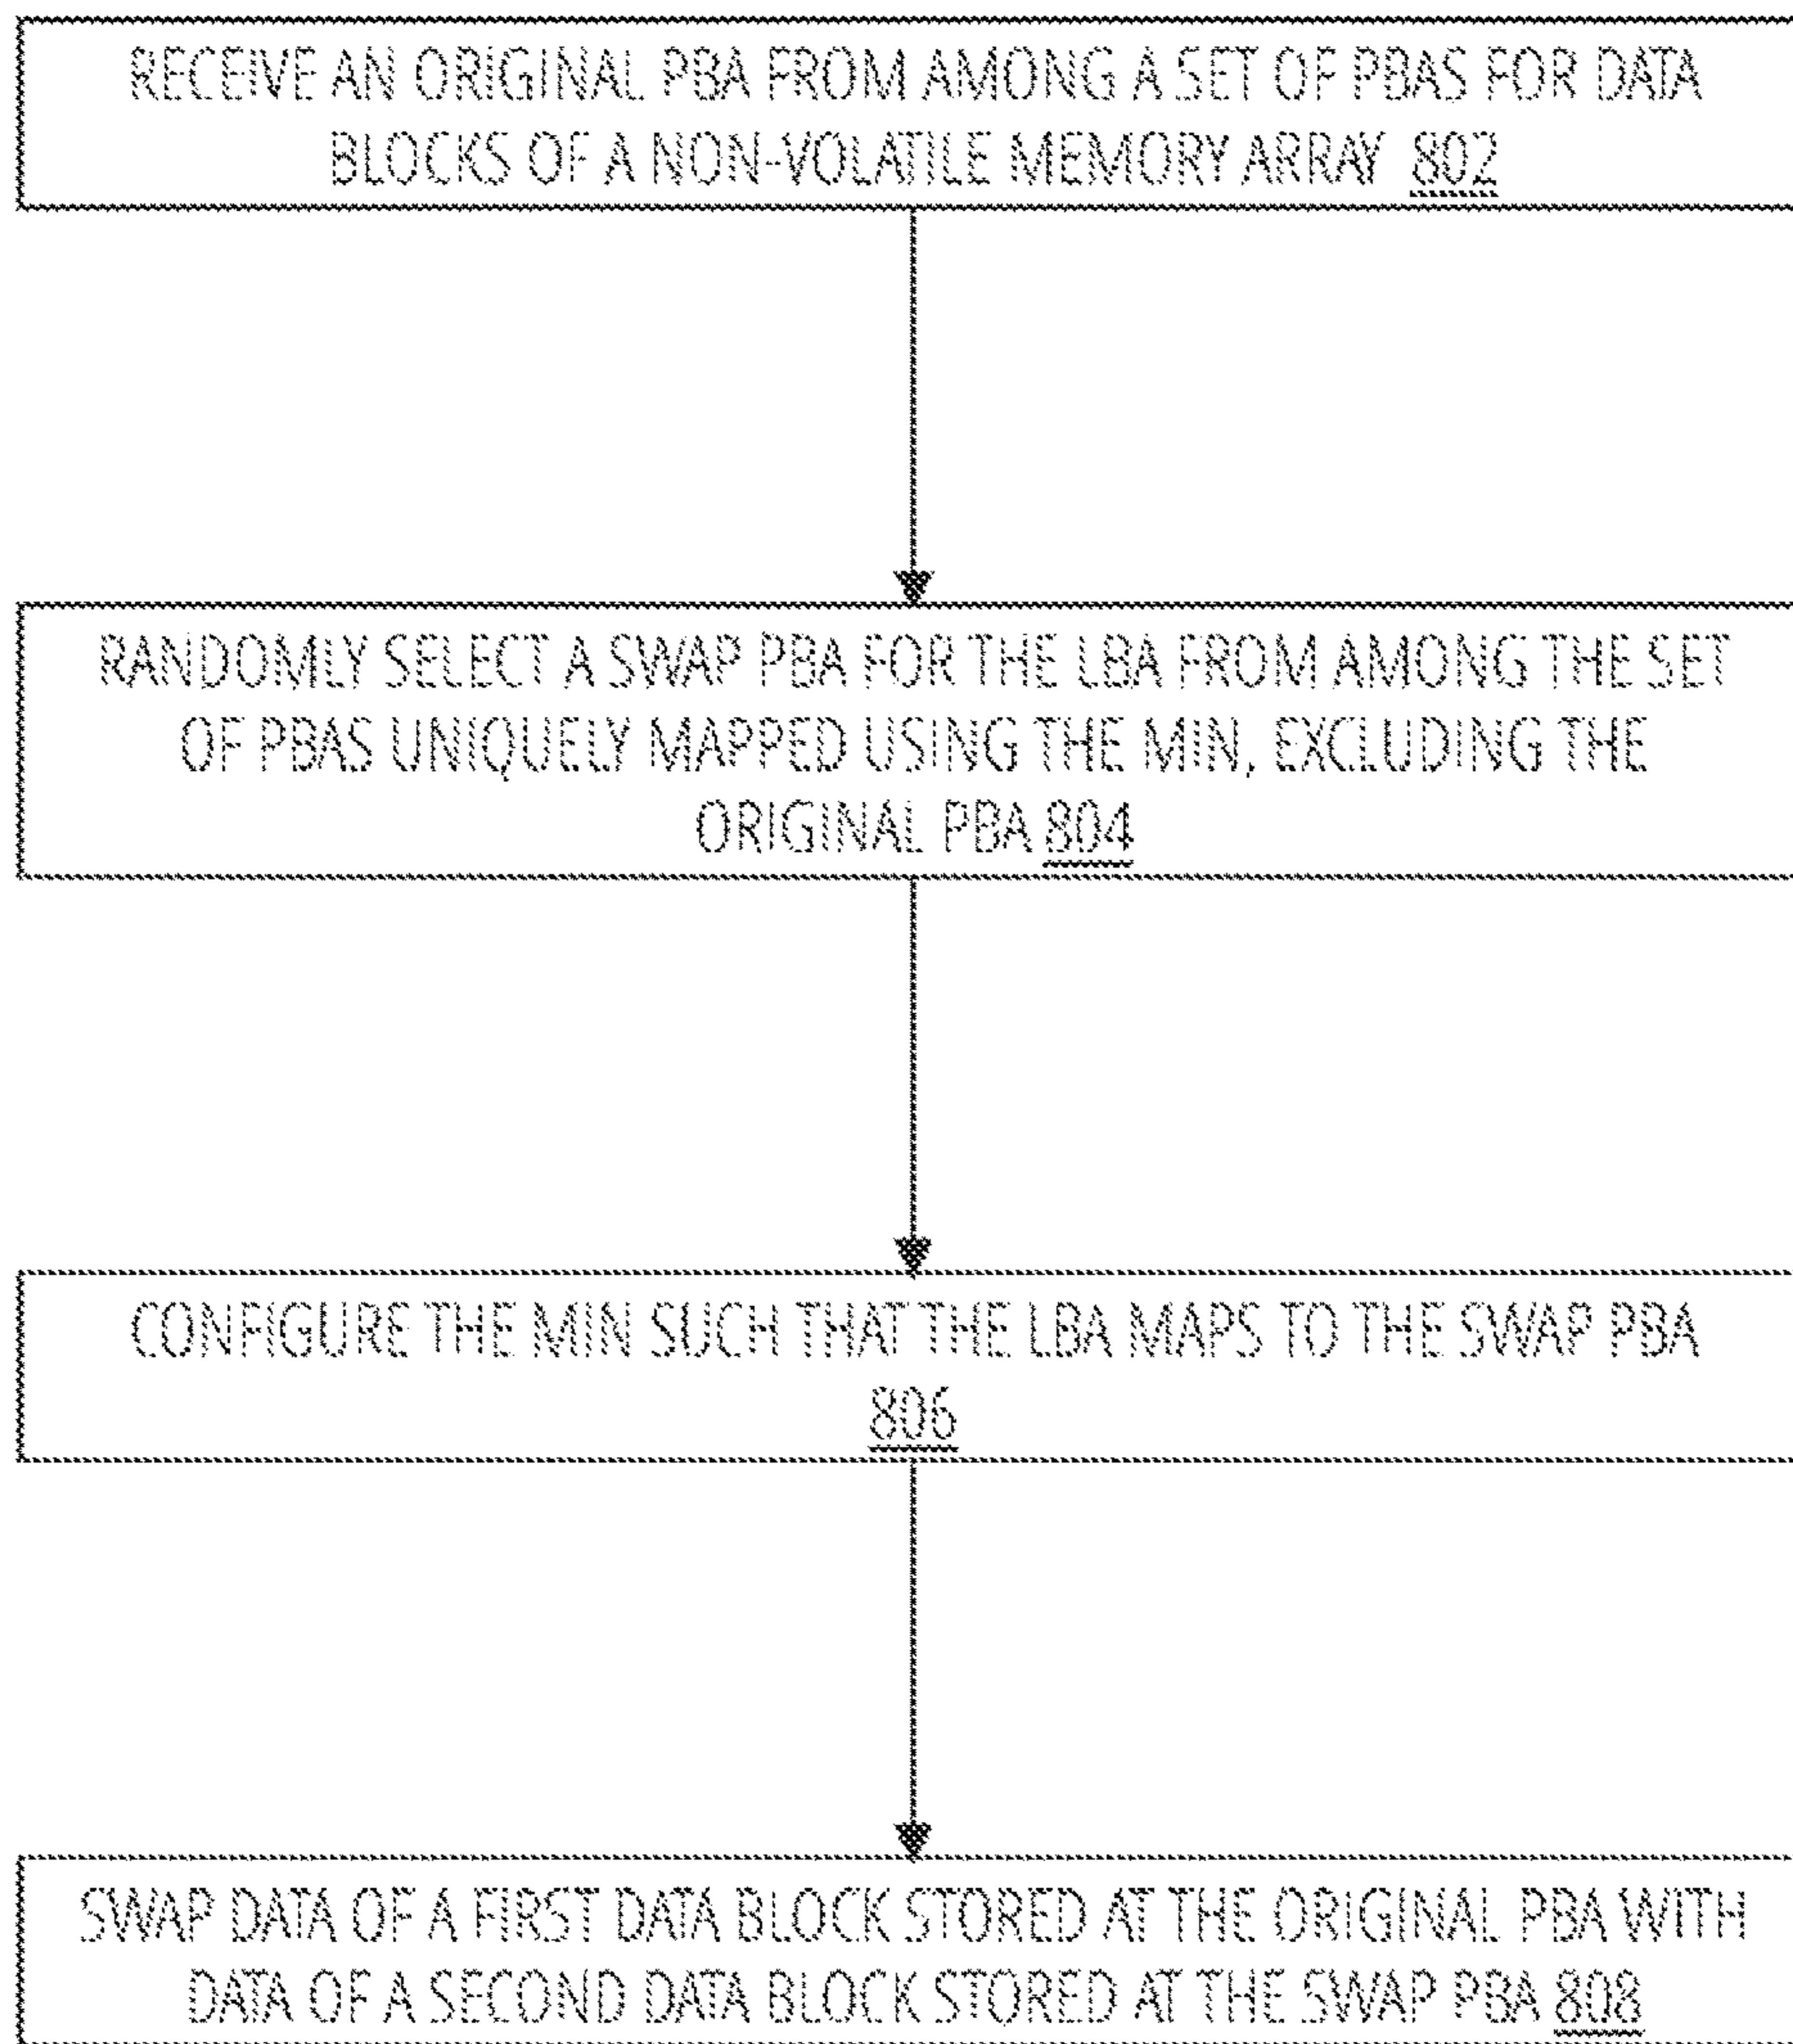 RECEIVE AN ORIGINAL PBA FROM AMONG A SET OF PBAS FOR DATA
BLOCKS OF A NON-VOLATILE MEMORY ARRAY 802
RANDOMLY SELECT A SWAP PBA FOR THE LBA FROM AMONG THE SET
OF PBAS UNIQUELY MAPPED USING THE MIN, EXCLUDING THE
ORIGINAL PBA 804
CONFIGURE THE MIN SUCH THAT THE LBA MAPS TO THE SWAP PBA
806
SWAP DATA OF A FIRST DATA BLOCK STORED AT THE ORIGINAL PBA WITH
DATA OF A SECOND DATA BLOCK STORED AT THE SWAP PBA 808